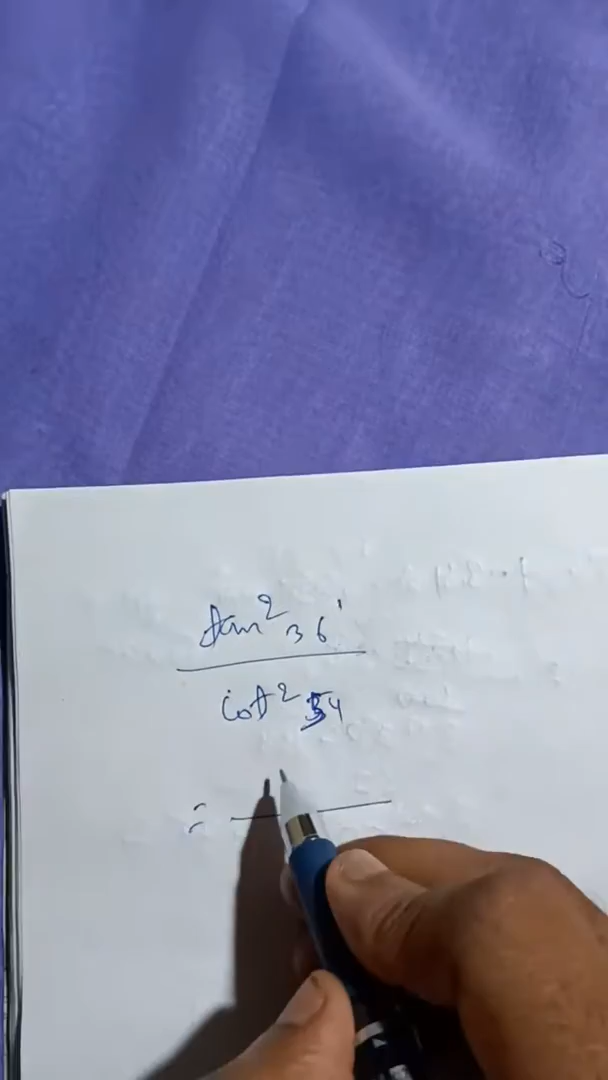 tan² 36'
cot² 54
=